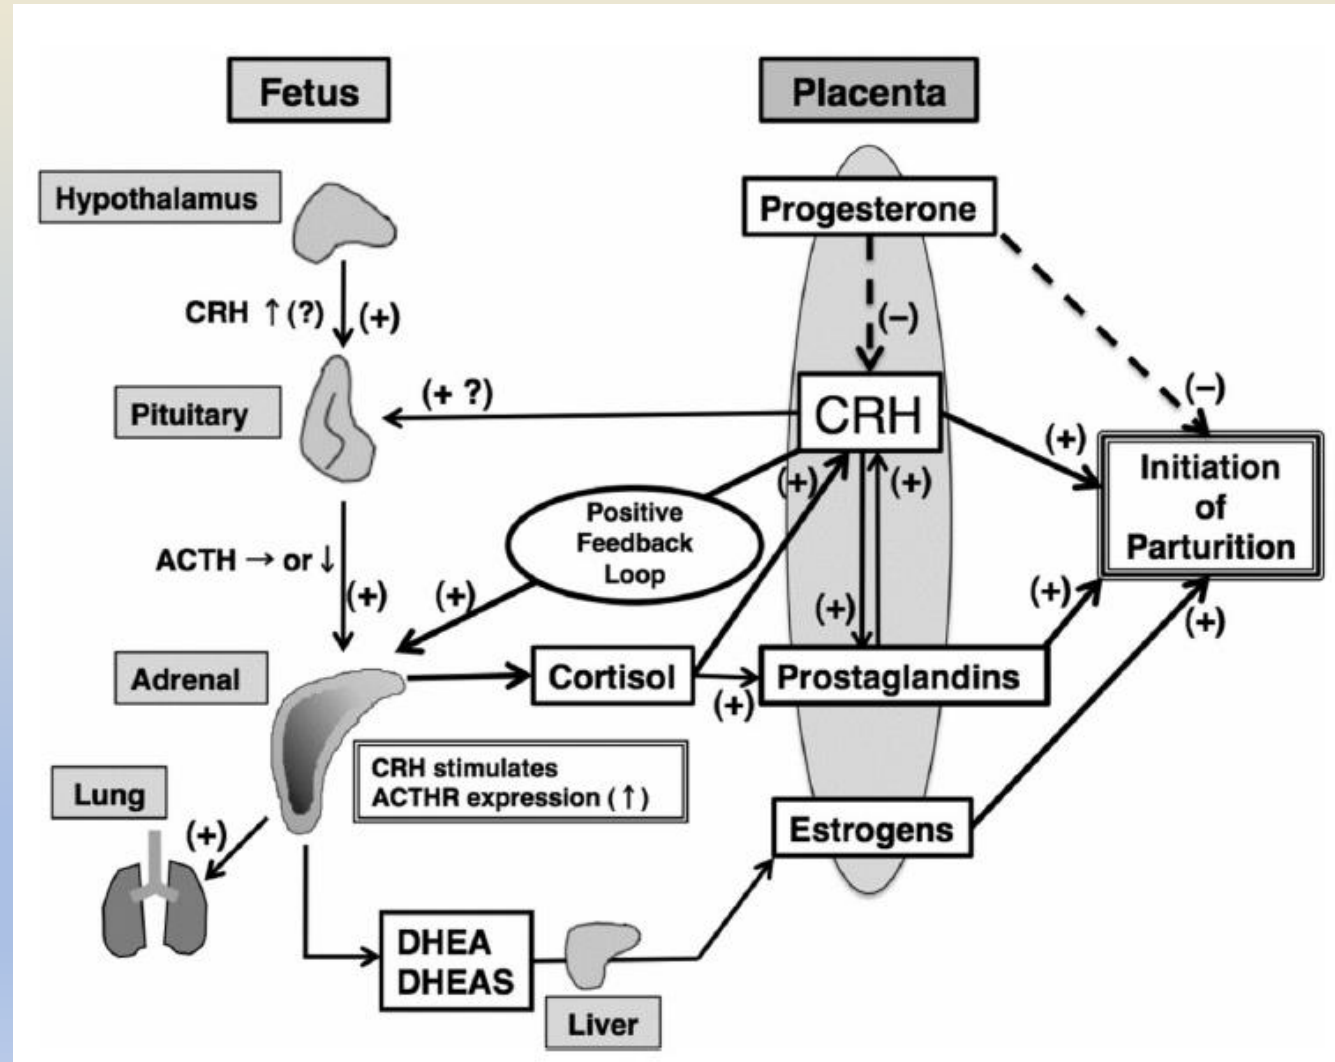 Fetus
Placenta
Hypothalamus
Progesterone
CRH ↑ (?)
(+)
(–)
(–)
Pituitary
(+ ?)
CRH
(+)
Initiation
of
Parturition
(+)
(+)
Positive
Feedback
Loop
ACTH → or ↓
(+)
(+)
(+)
(+)
(+)
Adrenal
Cortisol
(+)
Prostaglandins
CRH stimulates
ACTHR expression (↑)
Lung
(+)
Estrogens
DHEA
DHEAS
Liver